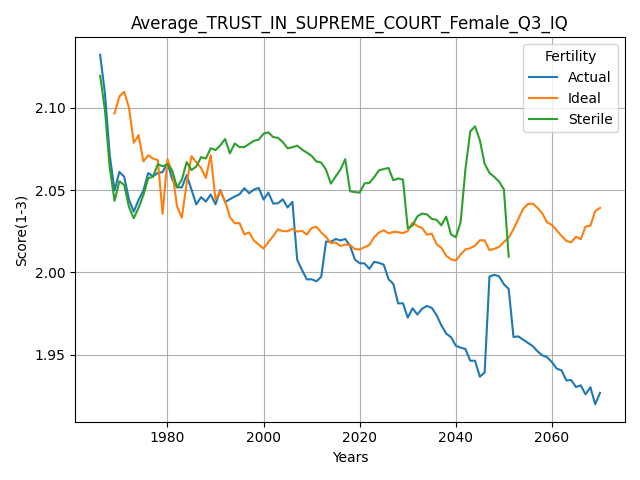 Average_TRUST_IN_SUPREME_COURT_Female_Q3_IQ
Fertility
Actual
Ideal
Sterile
Score(1-3)
2.10
2.05
2.00
1.95
1980
2000
2020
2040
2060
Years